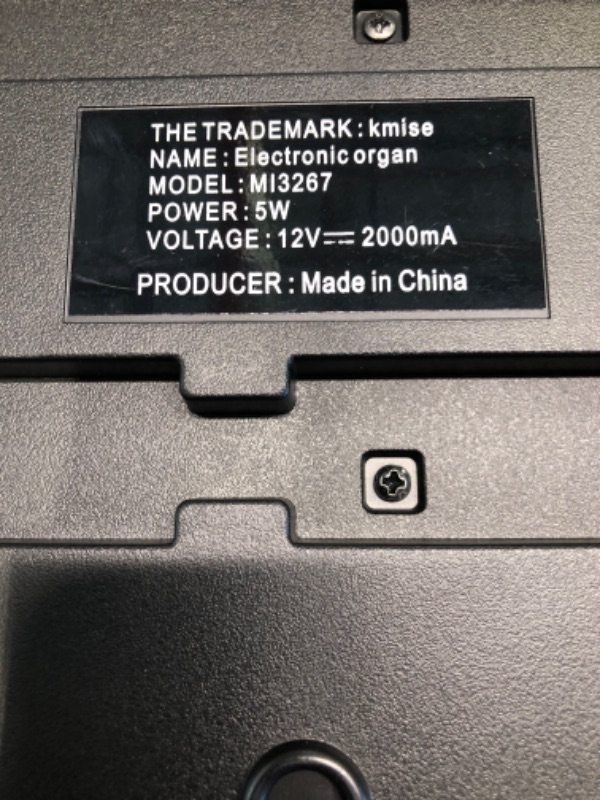 THE TRADEMARK : kmise
NAME : Electronic organ
MODEL : MI3267
POWER : 5W
VOLTAGE : 12V⎓ 2000mA
PRODUCER : Made in China